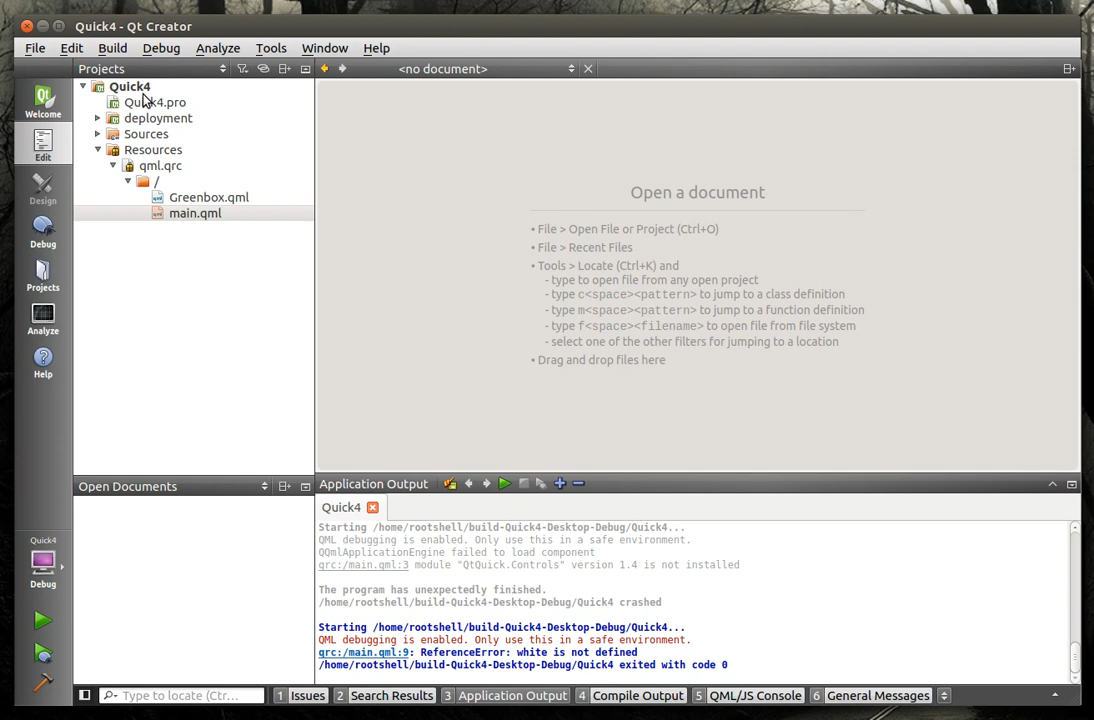 Quick4 - Qt Creator
File Edit Build Debug Analyze Tools Window Help
Projects
<no document>
Quick4
Quick4.pro
deployment
Sources
Resources
qml.qrc
/
Greenbox.qml
main.qml
Welcome
Edit
Design
Debug
Projects
Analyze
Help
Open a document
• File > Open File or Project (Ctrl+O)
• File > Recent Files
• Tools > Locate (Ctrl+K) and
- type to open file from any open project
- type c<space><pattern> to jump to a class definition
- type m<space><pattern> to jump to a function definition
- type f<space><filename> to open file from file system
- select one of the other filters for jumping to a location
• Drag and drop files here
Open Documents
Application Output
Quick4
Starting /home/rootshell/build-Quick4-Desktop-Debug/Quick4...
QML debugging is enabled. Only use this in a safe environment.
QQmlApplicationEngine failed to load component
qrc:/main.qml:3 module "QtQuick.Controls" version 1.4 is not installed
The program has unexpectedly finished.
/home/rootshell/build-Quick4-Desktop-Debug/Quick4 crashed
Starting /home/rootshell/build-Quick4-Desktop-Debug/Quick4...
QML debugging is enabled. Only use this in a safe environment.
qrc:/main.qml:9: ReferenceError: white is not defined
/home/rootshell/build-Quick4-Desktop-Debug/Quick4 exited with code 0
Quick4
Debug
Type to locate (Ctr...
1 Issues 2 Search Results 3 Application Output 4 Compile Output 5 QML/JS Console 6 General Messages